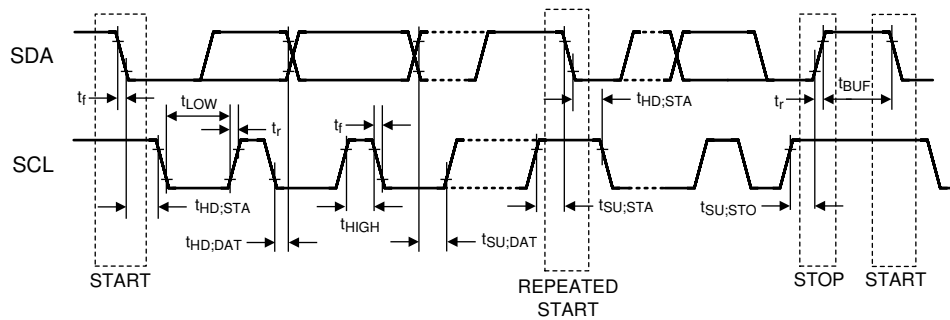 SDA
t_f
t_LOW
t_r
t_f
t_HD;STA
t_r
t_BUF
SCL
t_HD;STA
t_HD;DAT
t_HIGH
t_SU;DAT
t_SU;STA
t_SU;STO
START
REPEATED
START
STOP
START